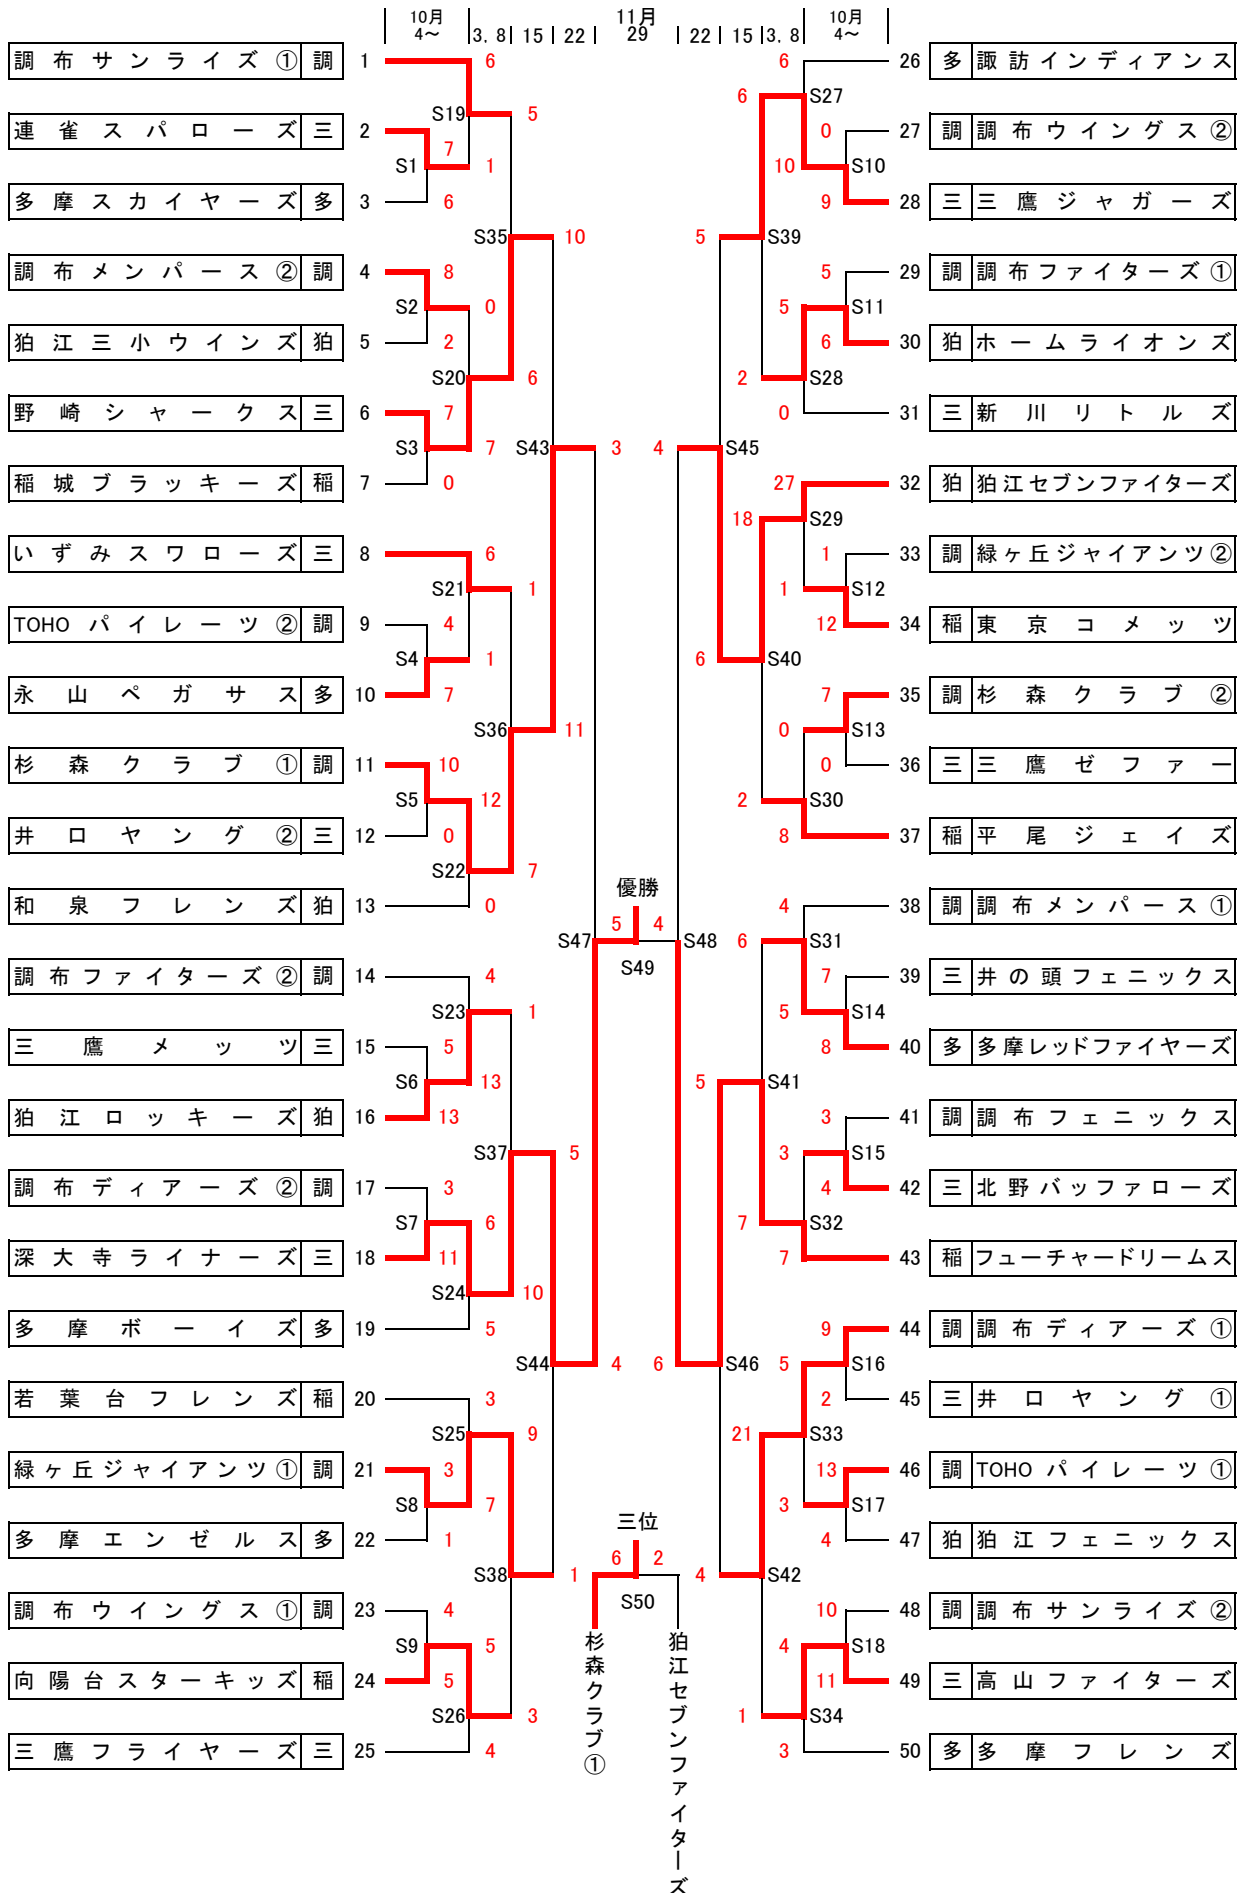 10月 11月 10月
4～ 3, 8 15 22 29 22 15 3, 8 4～
調布サンライズ① 調 1 6 6 26 多 諏訪インディアンス
6 S27
S19 5
連雀スパローズ 三 2 0 27 調 調布ウイングス②
7
S1 1 10 S10
多摩スカイヤーズ 多 3 6 9 28 三 三鷹ジャガーズ
S35 10 5 S39
調布メンパース② 調 4 8 5 29 調 調布ファイターズ①
S2 0 5 S11
狛江三小ウインズ 狛 5 2 6 30 狛 ホームライオンズ
S20 6 2 S28
野崎シャークス 三 6 7 0 31 三 新川リトルズ
S3 7 S43 3 4 S45
稲城ブラッキーズ 稲 7 0 27 32 狛 狛江セブンファイターズ
18 S29
いずみスワローズ 三 8 6 1 33 調 緑ヶ丘ジャイアンツ②
S21 1 1 S12
TOHOパイレーツ② 調 9 4 12 34 稲 東京コメッツ
S4 1 6 S40
永山ペガサス 多 10 7 7 35 調 杉森クラブ②
S36 11 0 S13
杉森クラブ① 調 11 10 0 36 三 三鷹ゼファー
S5 12 2 S30
井口ヤング② 三 12 0 8 37 稲 平尾ジェイズ
S22 7
優勝
和泉フレンズ 狛 13 0 4 38 調 調布メンパース①
5 4
S47 S48 6 S31
S49
調布ファイターズ② 調 14 4 7 39 三 井の頭フェニックス
S23 1 5 S14
三鷹メッツ 三 15 5 8 40 多 多摩レッドファイヤーズ
S6 13 5 S41
狛江ロッキーズ 狛 16 13 3 41 調 調布フェニックス
S37 5 3 S15
調布ディアーズ② 調 17 3 4 42 三 北野バッファローズ
S7 6 7 S32
深大寺ライナーズ 三 18 11 7 43 稲 フューチャードリームス
S24 10
多摩ボーイズ 多 19 5 9 44 調 調布ディアーズ①
S44 4 6 S46 5 S16
若葉台フレンズ 稲 20 3 2 45 三 井口ヤング①
S25 9 21 S33
緑ヶ丘ジャイアンツ① 調 21 3 13 46 調 TOHOパイレーツ①
S8 7 3 S17
三位
多摩エンゼルス 多 22 1 4 47 狛 狛江フェニックス
6 2
S38 1 4 S42
S50
調布ウイングス① 調 23 4 10 48 調 調布サンライズ②
S9 5 4 S18
向陽台スターキッズ 稲 24 5 11 49 三 高山ファイターズ
S26 3 1 S34
三鷹フライヤーズ 三 25 4 3 50 多 多摩フレンズ
杉森クラブ①
狛江セブンファイターズ